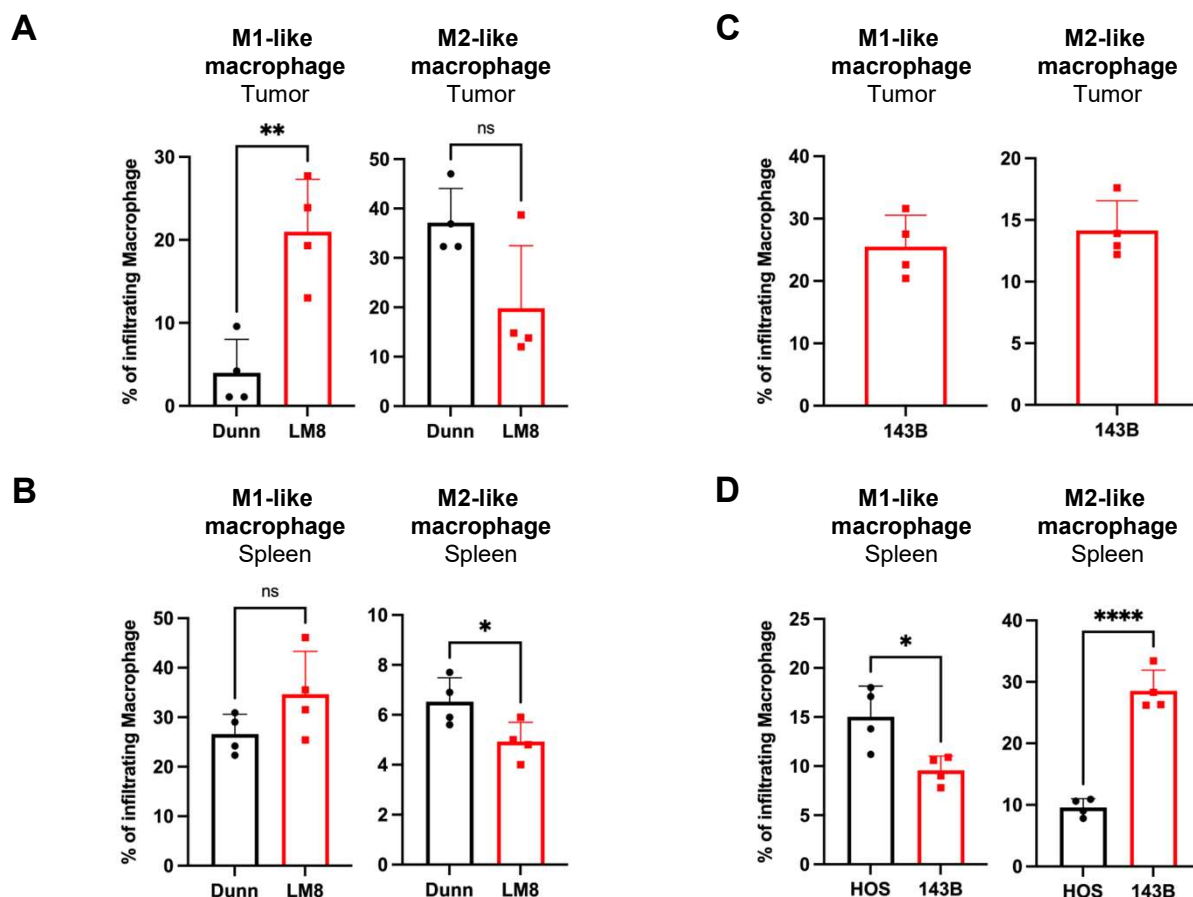 A
M1-like
macrophage
Tumor
% of infiltrating Macrophage
30
20
10
0
**
Dunn
LM8
M2-like
macrophage
Tumor
50
40
30
20
10
0
ns
Dunn
LM8
C
M1-like
macrophage
Tumor
% of infiltrating Macrophage
40
30
20
10
0
143B
M2-like
macrophage
Tumor
20
15
10
5
0
143B
B
M1-like
macrophage
Spleen
% of infiltrating Macrophage
50
40
30
20
10
0
ns
Dunn
LM8
M2-like
macrophage
Spleen
10
8
6
4
2
0
*
Dunn
LM8
D
M1-like
macrophage
Spleen
% of infiltrating Macrophage
25
20
15
10
5
0
*
HOS
143B
M2-like
macrophage
Spleen
40
30
20
10
0
****
HOS
143B